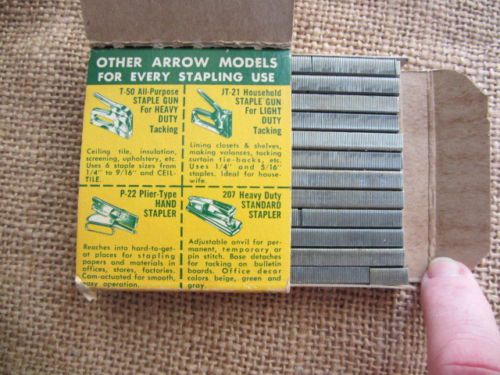 OTHER ARROW MODELS
FOR EVERY STAPLING USE
T-50 All-Purpose
STAPLE GUN
For HEAVY
DUTY
Tacking
Ceiling tile, insulation,
screening, upholstery, etc.
Uses 6 staple sizes from
1/4" to 9/16" and CEIL-
TILE.
JT-21 Household
STAPLE GUN
For LIGHT
DUTY
Tacking
Lining closets & shelves,
making valances, tacking
curtain tie-backs, etc.
Uses 1/4" and 5/16"
staples. Ideal for house-
wife.
P-22 Plier-Type
HAND
STAPLER
Reaches into hard-to-get-
at places for stapling
papers and materials in
offices, stores, factories.
Cam-actuated for smooth,
easy operation.
207 Heavy Duty
STANDARD
STAPLER
Adjustable anvil for per-
manent, temporary or
pin stitch. Base detaches
for tacking on bulletin
boards. Office decor
colors beige, green and
gray.